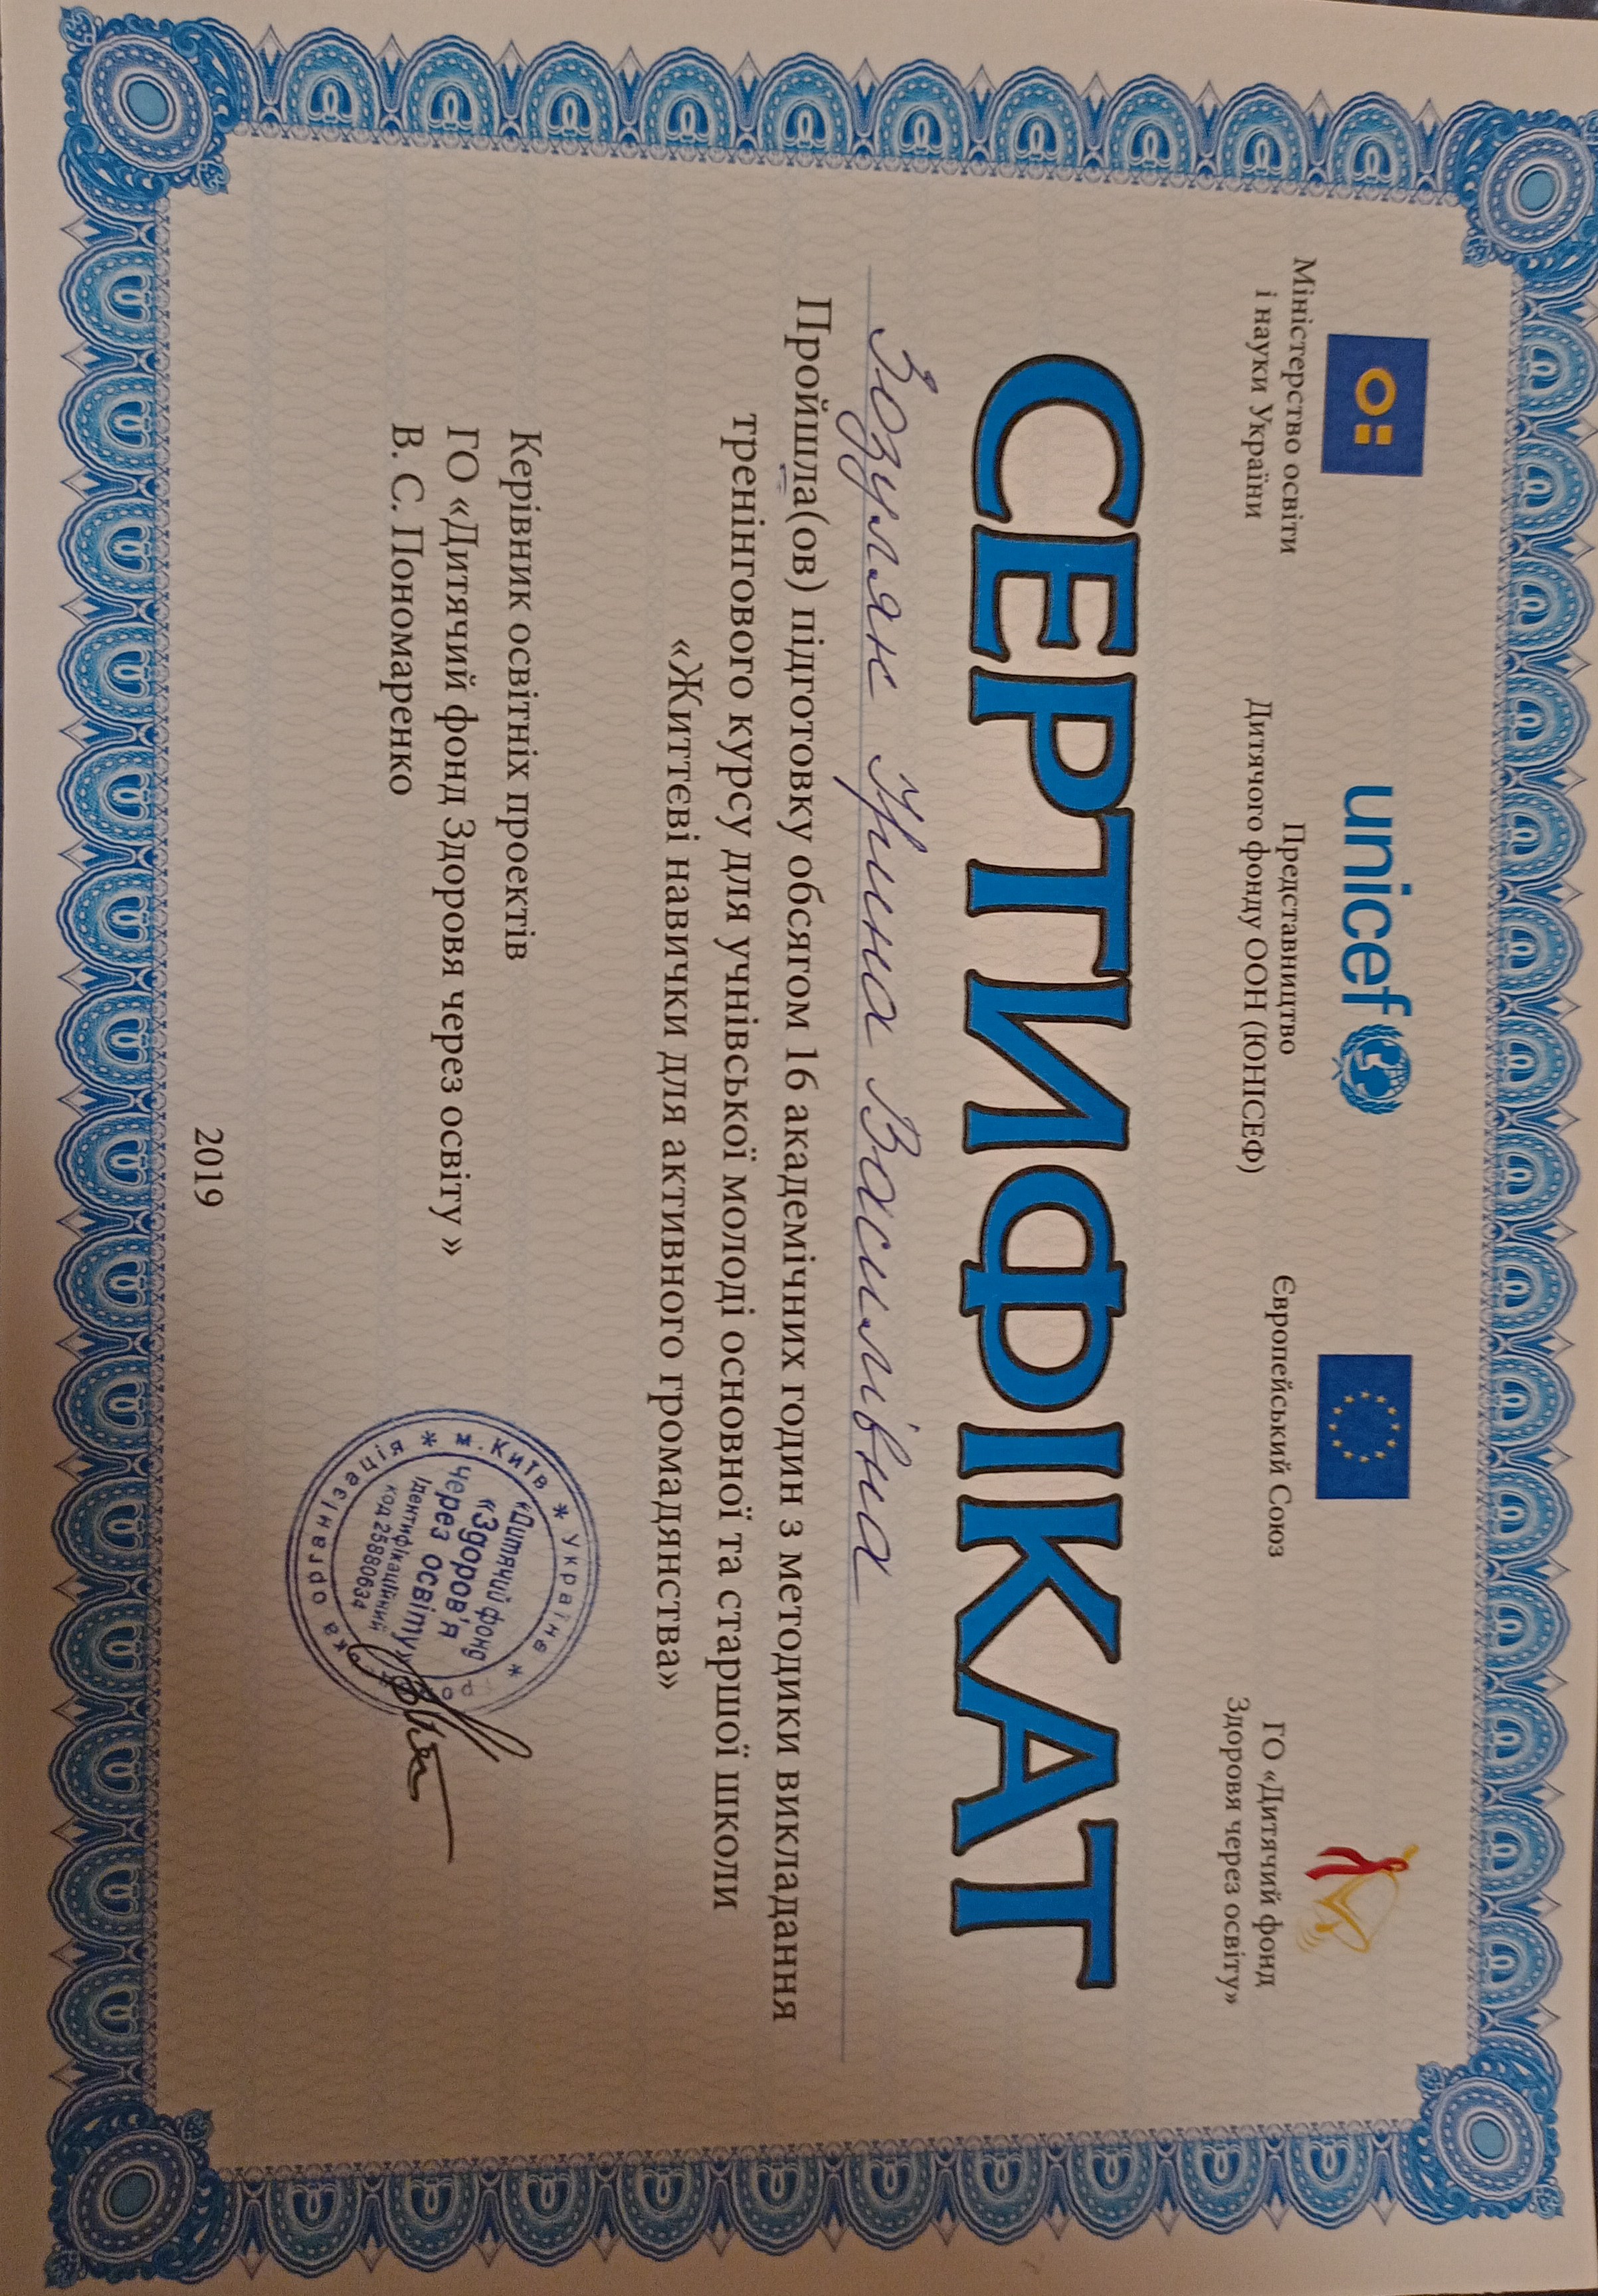 Міністерство освіти
і науки України
unicef
Представництво
Дитячого фонду ООН (ЮНІСЕФ)
Європейський Союз
ГО «Дитячий фонд
Здоровя через освіту»
СЕРТИФІКАТ
Зозуляк Ірина Василівна
Пройшла(ов) підготовку обсягом 16 академічних годин з методики викладання
тренінгового курсу для учнівської молоді основної та старшої школи
«Життєві навички для активного громадянства»
Керівник освітніх проектів
ГО «Дитячий фонд Здоровя через освіту »
В. С. Пономаренко
м.Київ * Україна *
організація *
«Дитячий фонд
«Здоров'я
через освіту»
Ідентифікаційний
код 25880634
2019